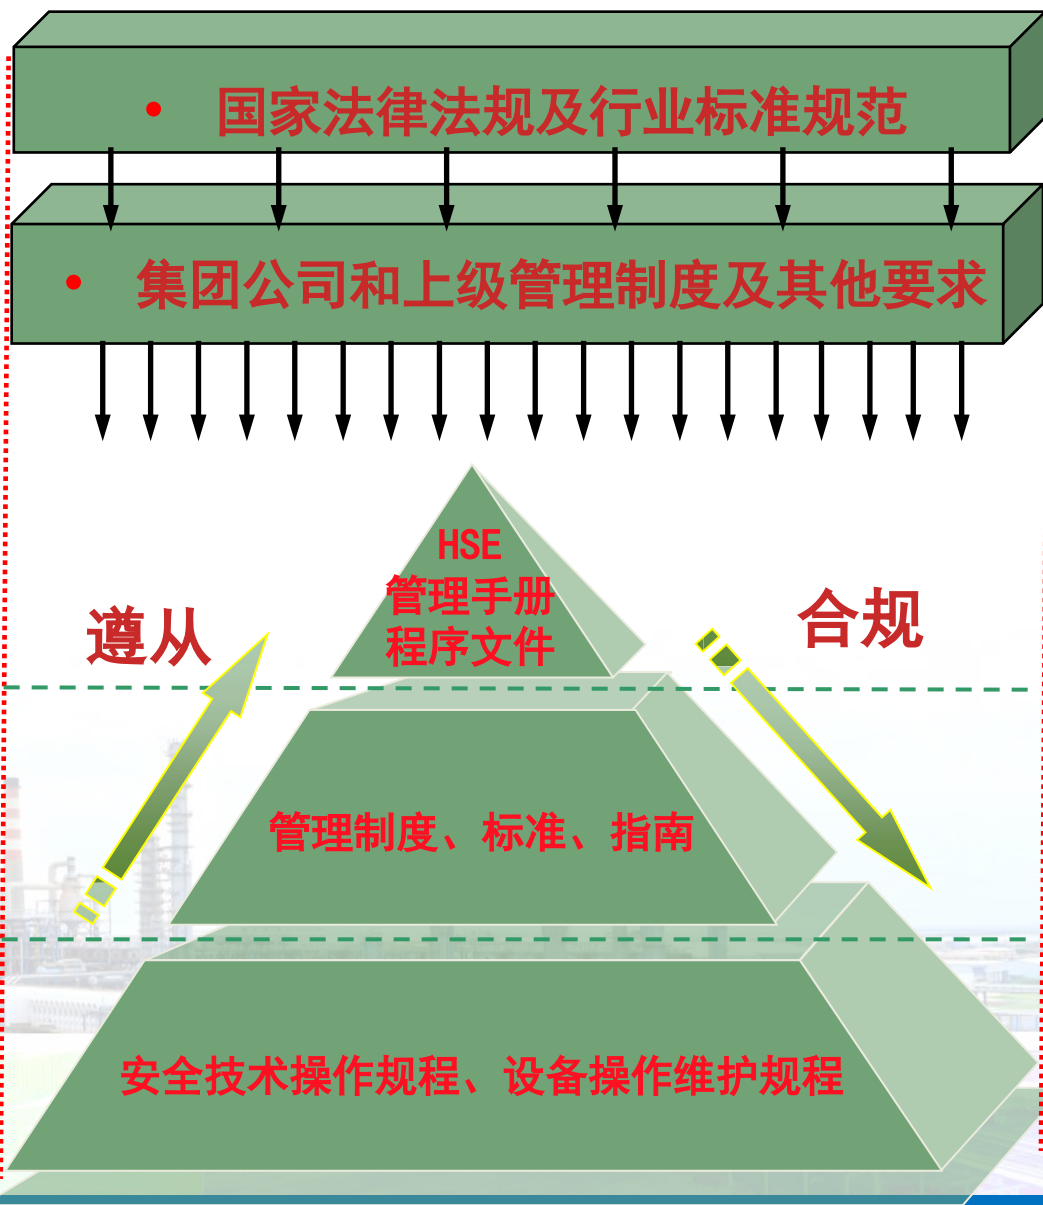 • 国家法律法规及行业标准规范
• 集团公司和上级管理制度及其他要求
HSE
管理手册
程序文件
遵从
合规
管理制度、标准、指南
安全技术操作规程、设备操作维护规程